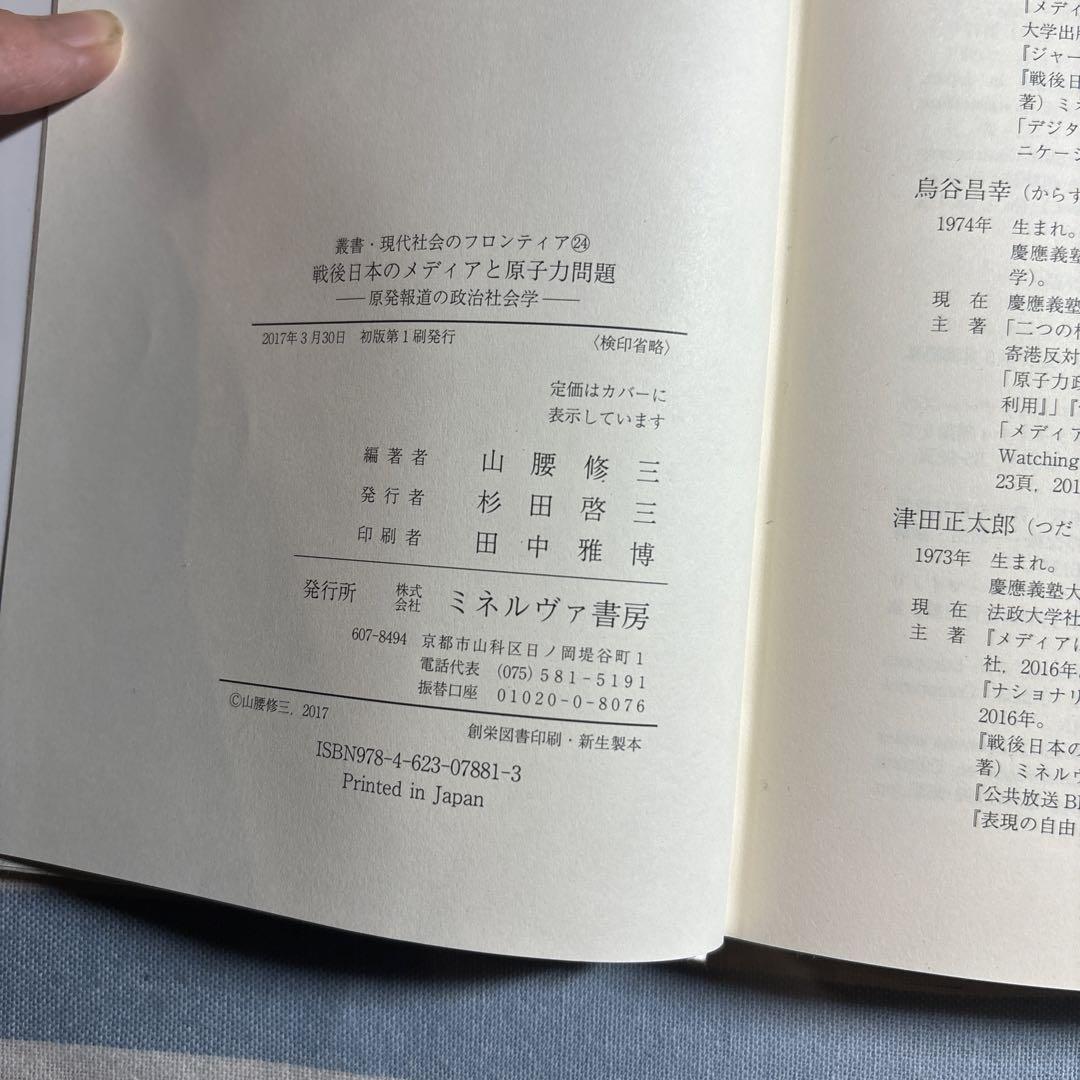 叢書・現代社会のフロンティア㉔
戦後日本のメディアと原子力問題
——原発報道の政治社会学——
2017年3月30日 初版第1刷発行 〈検印省略〉
定価はカバーに
表示しています
編著者 山腰修三
発行者 杉田啓三
印刷者 田中雅博
発行所 株式会社 ミネルヴァ書房
607-8494 京都市山科区日ノ岡堤谷町1
電話代表 (075)581-5191
振替口座 01020-0-8076
©山腰修三, 2017 創栄図書印刷・新生製本
ISBN978-4-623-07881-3
Printed in Japan
『メディ
大学出版
『ジャー
『戦後日
著）ミネ
「デジタ
ニケーシ
烏谷昌幸（からす
1974年 生まれ。
慶應義塾
学）。
現在 慶應義塾
主著 「二つの
寄港反対
「原子力政
利用』」『
「メディア
Watching
23頁, 201
津田正太郎（つだ
1973年 生まれ。
慶應義塾大
現在 法政大学社
主著 『メディアは
社, 2016年
『ナショナリ
2016年。
『戦後日本の
著）ミネルヴ
『公共放送BB
『表現の自由